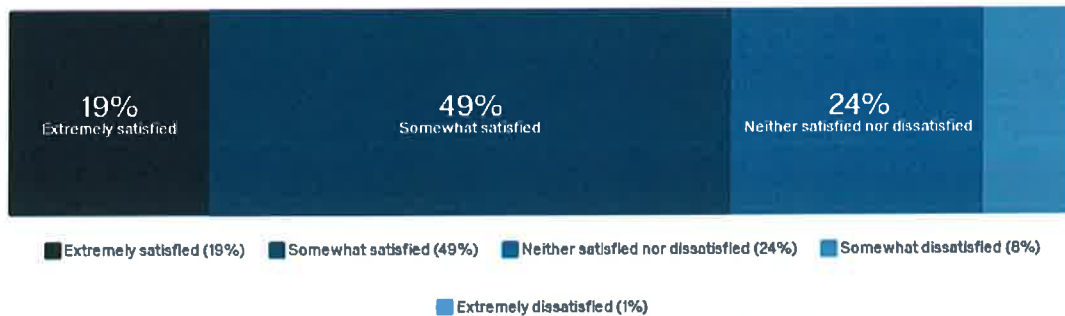 19% 49% 24%
Extremely satisfied Somewhat satisfied Neither satisfied nor dissatisfied
Extremely satisfied (19%) Somewhat satisfied (49%) Neither satisfied nor dissatisfied (24%) Somewhat dissatisfied (8%)
Extremely dissatisfied (1%)